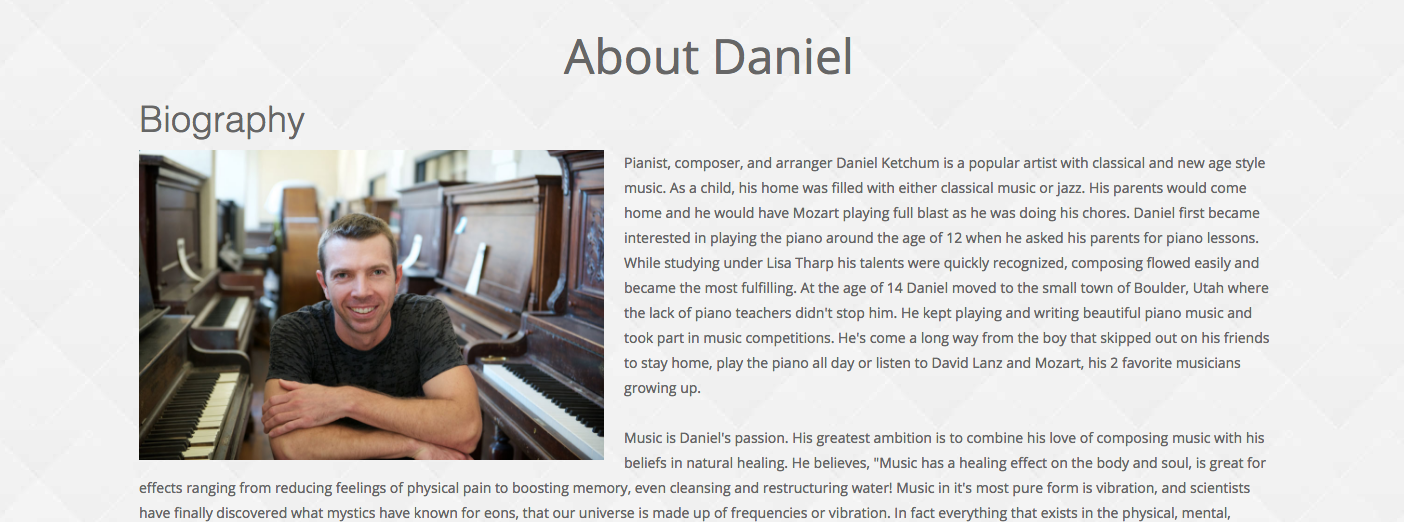 About Daniel
Biography
Pianist, composer, and arranger Daniel Ketchum is a popular artist with classical and new age style
music. As a child, his home was filled with either classical music or jazz. His parents would come
home and he would have Mozart playing full blast as he was doing his chores. Daniel first became
interested in playing the piano around the age of 12 when he asked his parents for piano lessons.
While studying under Lisa Tharp his talents were quickly recognized, composing flowed easily and
became the most fulfilling. At the age of 14 Daniel moved to the small town of Boulder, Utah where
the lack of piano teachers didn't stop him. He kept playing and writing beautiful piano music and
took part in music competitions. He's come a long way from the boy that skipped out on his friends
to stay home, play the piano all day or listen to David Lanz and Mozart, his 2 favorite musicians
growing up.
Music is Daniel's passion. His greatest ambition is to combine his love of composing music with his
beliefs in natural healing. He believes, "Music has a healing effect on the body and soul, is great for
effects ranging from reducing feelings of physical pain to boosting memory, even cleansing and restructuring water! Music in it's most pure form is vibration, and scientists
have finally discovered what mystics have known for eons, that our universe is made up of frequencies or vibration. In fact everything that exists in the physical, mental,